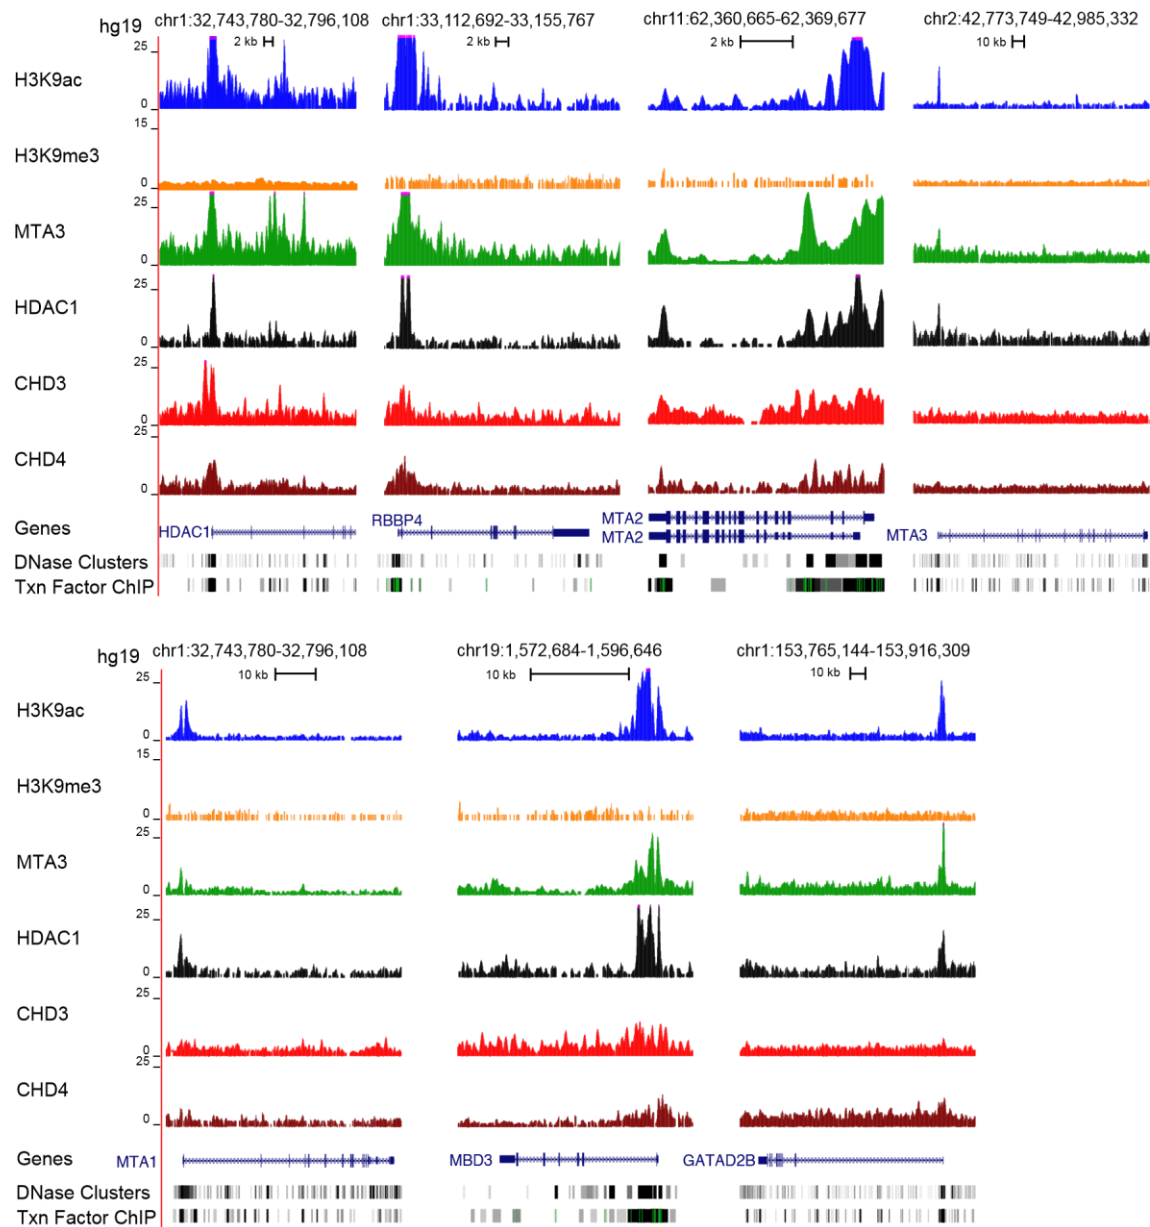 hg19 chr1:32,743,780-32,796,108 chr1:33,112,692-33,155,767 chr11:62,360,665-62,369,677 chr2:42,773,749-42,985,332
2 kb 2 kb 2 kb 10 kb
25
H3K9ac
0
15
H3K9me3
0
25
MTA3
0
25
HDAC1
0
25
CHD3
0
25
CHD4
0
Genes HDAC1 RBBP4 MTA2 MTA3
MTA2
DNase Clusters
Txn Factor ChIP
hg19 chr1:32,743,780-32,796,108 chr19:1,572,684-1,596,646 chr1:153,765,144-153,916,309
10 kb 10 kb 10 kb
25
H3K9ac
0
15
H3K9me3
0
25
MTA3
0
25
HDAC1
0
25
CHD3
0
25
CHD4
0
Genes MTA1 MBD3 GATAD2B
DNase Clusters
Txn Factor ChIP